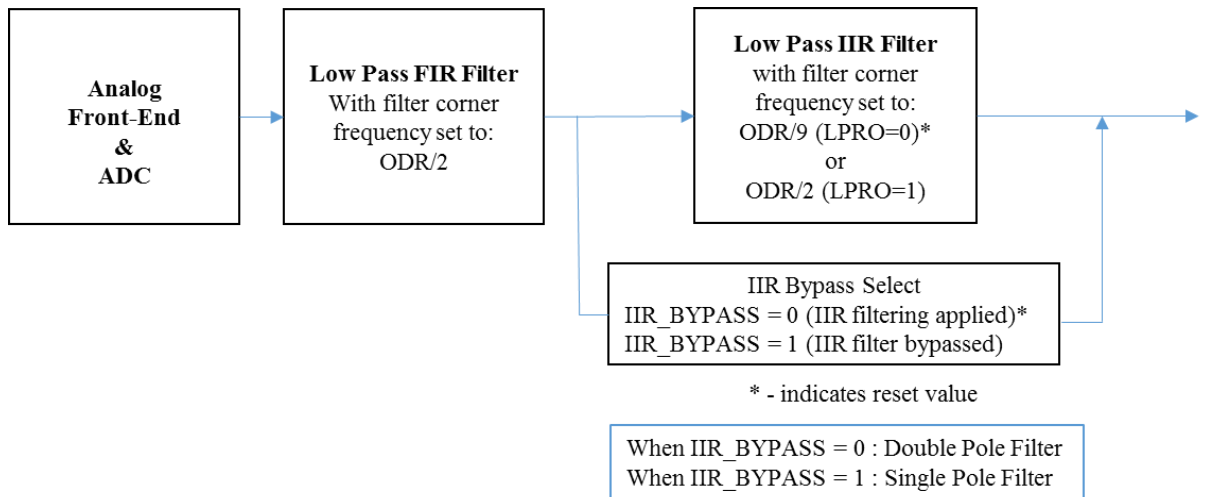 Analog
Front-End
&
ADC
Low Pass FIR Filter
With filter corner
frequency set to:
ODR/2
Low Pass IIR Filter
with filter corner
frequency set to:
ODR/9 (LPRO=0)*
or
ODR/2 (LPRO=1)
IIR Bypass Select
IIR_BYPASS = 0 (IIR filtering applied)*
IIR_BYPASS = 1 (IIR filter bypassed)
* - indicates reset value
When IIR_BYPASS = 0 : Double Pole Filter
When IIR_BYPASS = 1 : Single Pole Filter